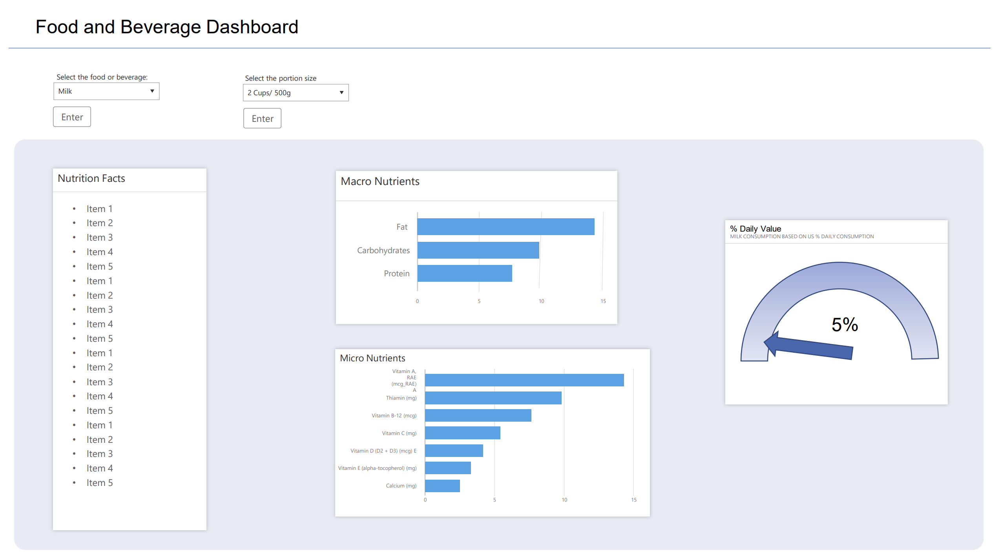 Food and Beverage Dashboard
Select the food or beverage:
Milk
Enter
Select the portion size
2 Cups/ 500g
Enter
Nutrition Facts
• Item 1
• Item 2
• Item 3
• Item 4
• Item 5
• Item 1
• Item 2
• Item 3
• Item 4
• Item 5
• Item 1
• Item 2
• Item 3
• Item 4
• Item 5
• Item 1
• Item 2
• Item 3
• Item 4
• Item 5
Macro Nutrients
Fat
Carbohydrates
Protein
0 5 10 15
Micro Nutrients
Vitamin A,
RAE
(mcg_RAE)
A
Thiamin (mg)
Vitamin B-12 (mcg)
Vitamin C (mg)
Vitamin D (D2 + D3) (mcg) E
Vitamin E (alpha-tocopherol) (mg)
Calcium (mg)
0 5 10 15
% Daily Value
MILK CONSUMPTION BASED ON US % DAILY CONSUMPTION
5%